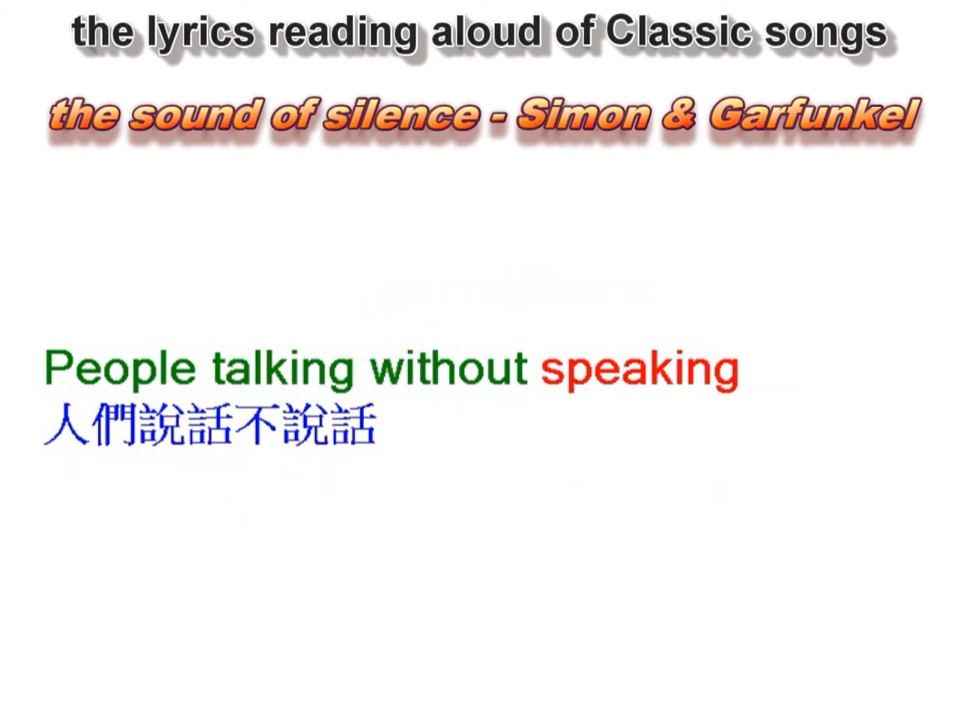 the lyrics reading aloud of Classic songs
the sound of silence - Simon & Garfunkel
People talking without speaking
人們說話不說話